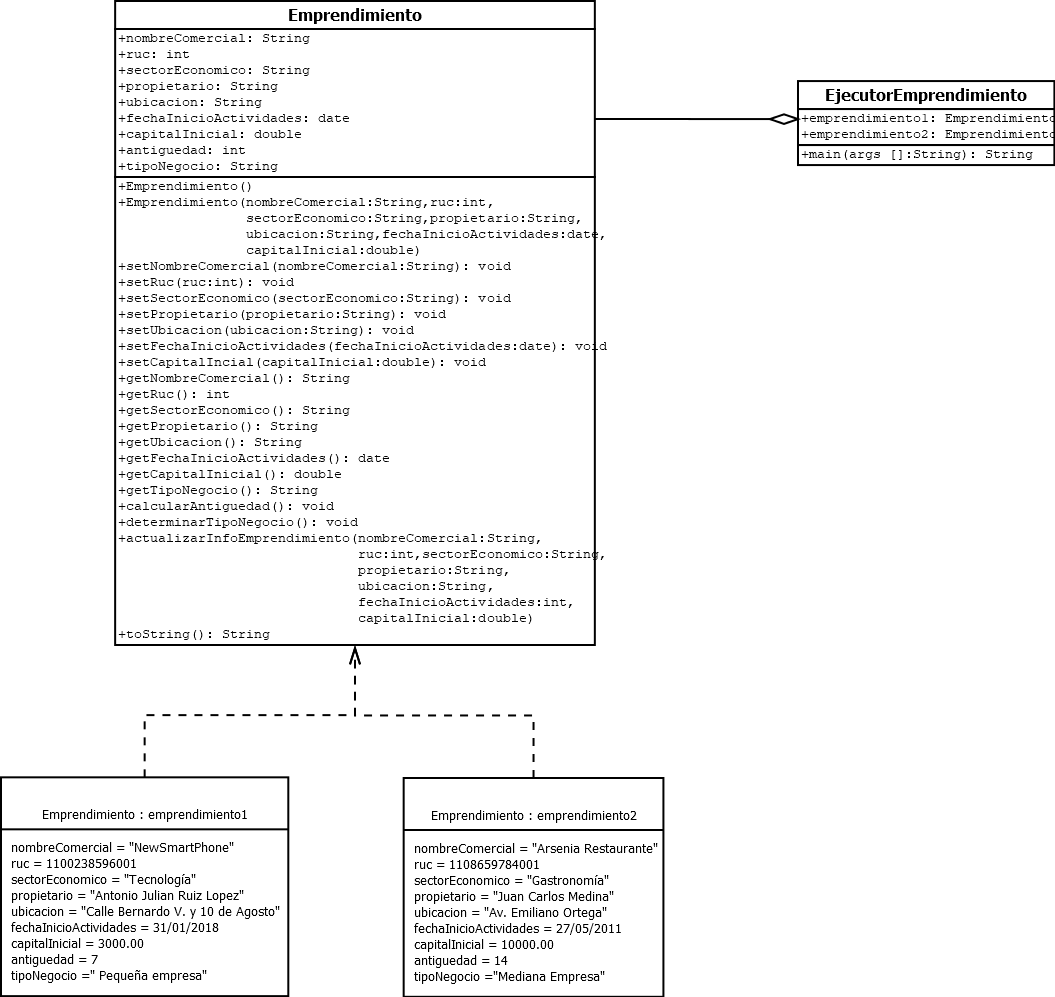 Emprendimiento
+nombreComercial: String
+ruc: int
+sectorEconomico: String
+propietario: String
+ubicacion: String
+fechaInicioActividades: date
+capitalInicial: double
+antiguedad: int
+tipoNegocio: String
+Emprendimiento()
+Emprendimiento(nombreComercial:String,ruc:int,
sectorEconomico:String,propietario:String,
ubicacion:String,fechaInicioActividades:date,
capitalInicial:double)
+setNombreComercial(nombreComercial:String): void
+setRuc(ruc:int): void
+setSectorEconomico(sectorEconomico:String): void
+setPropietario(propietario:String): void
+setUbicacion(ubicacion:String): void
+setFechaInicioActividades(fechaInicioActividades:date): void
+setCapitalIncial(capitalInicial:double): void
+getNombreComercial(): String
+getRuc(): int
+getSectorEconomico(): String
+getPropietario(): String
+getUbicacion(): String
+getFechaInicioActividades(): date
+getCapitalInicial(): double
+getTipoNegocio(): String
+calcularAntiguedad(): void
+determinarTipoNegocio(): void
+actualizarInfoEmprendimiento(nombreComercial:String,
ruc:int,sectorEconomico:String,
propietario:String,
ubicacion:String,
fechaInicioActividades:int,
capitalInicial:double)
+toString(): String
EjecutorEmprendimiento
+emprendimiento1: Emprendimiento
+emprendimiento2: Emprendimiento
+main(args []:String): String
Emprendimiento : emprendimiento1
nombreComercial = "NewSmartPhone"
ruc = 1100238596001
sectorEconomico = "Tecnología"
propietario = "Antonio Julian Ruiz Lopez"
ubicacion = "Calle Bernardo V. y 10 de Agosto"
fechaInicioActividades = 31/01/2018
capitalInicial = 3000.00
antiguedad = 7
tipoNegocio =" Pequeña empresa"
Emprendimiento : emprendimiento2
nombreComercial = "Arsenia Restaurante"
ruc = 1108659784001
sectorEconomico = "Gastronomía"
propietario = "Juan Carlos Medina"
ubicacion = "Av. Emiliano Ortega"
fechaInicioActividades = 27/05/2011
capitalInicial = 10000.00
antiguedad = 14
tipoNegocio ="Mediana Empresa"